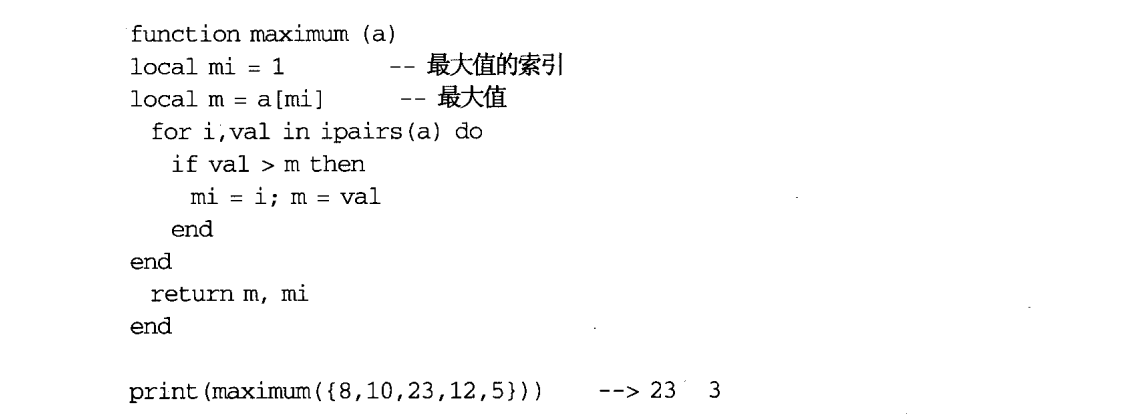 function maximum (a)
local mi = 1 -- 最大值的索引
local m = a[mi] -- 最大值
for i,val in ipairs(a) do
if val > m then
mi = i; m = val
end
end
return m, mi
end
print(maximum({8,10,23,12,5})) --> 23 3